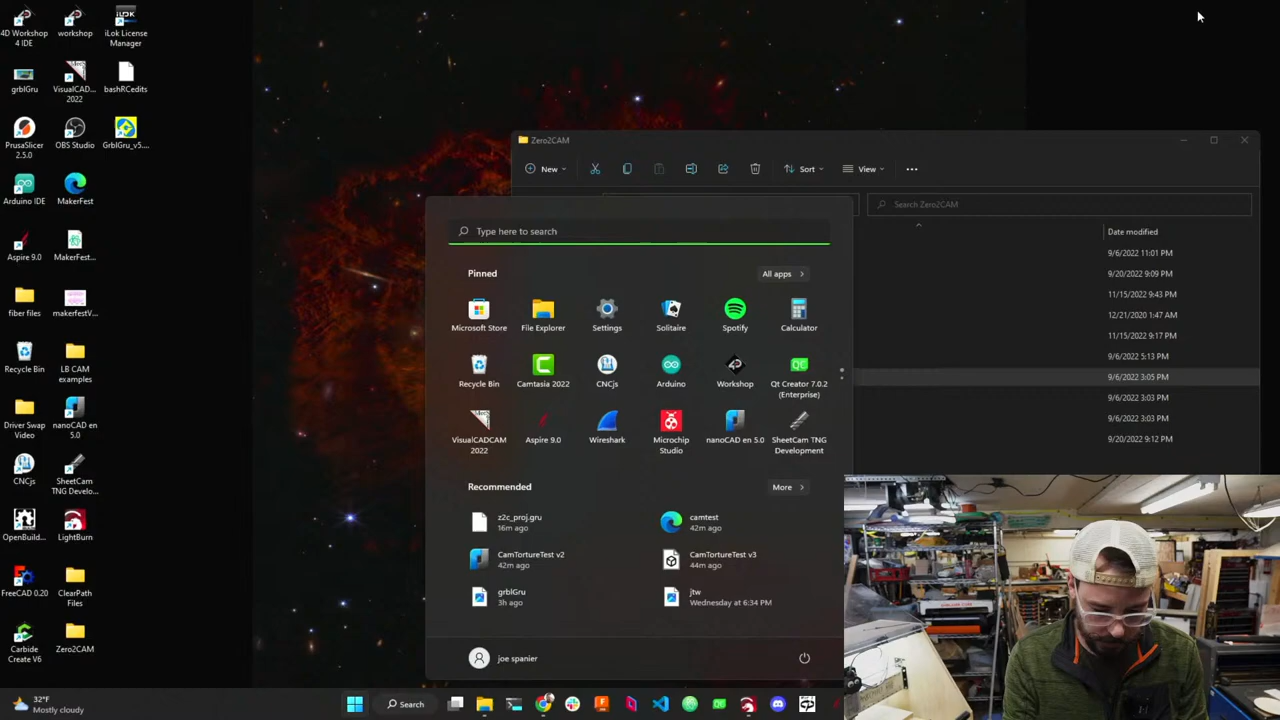 4D Workshop
4 IDE
workshop
iLok License
Manager
grblGru
VisualCAD...
2022
bashRCedits
PrusaSlicer
2.5.0
OBS Studio
GrblGru_v5....
Arduino IDE
MakerFest
Aspire 9.0
MakerFest...
fiber files
makerfestV...
Recycle Bin
LB CAM
examples
Driver Swap
Video
nanoCAD en
5.0
CNCjs
SheetCam
TNG Develo...
OpenBuild...
LightBurn
FreeCAD 0.20
ClearPath
Files
Carbide
Create V6
Zero2CAM
Zero2CAM
New
Sort
View
Search Zero2CAM
Date modified
9/6/2022 11:01 PM
9/20/2022 9:09 PM
11/15/2022 9:43 PM
12/21/2020 1:47 AM
11/15/2022 9:17 PM
9/6/2022 5:13 PM
9/6/2022 3:05 PM
9/6/2022 3:03 PM
9/6/2022 3:03 PM
9/20/2022 9:12 PM
Type here to search
Pinned
All apps
Microsoft Store
File Explorer
Settings
Solitaire
Spotify
Calculator
Recycle Bin
Camtasia 2022
CNCjs
Arduino
Workshop
Qt Creator 7.0.2
(Enterprise)
VisualCADCAM
2022
Aspire 9.0
Wireshark
Microchip
Studio
nanoCAD en 5.0
SheetCam TNG
Development
Recommended
More
z2c_proj.gru
16m ago
camtest
42m ago
CamTortureTest v2
42m ago
CamTortureTest v3
44m ago
grblGru
3h ago
jtw
Wednesday at 6:34 PM
joe spanier
32°F
Mostly cloudy
Search